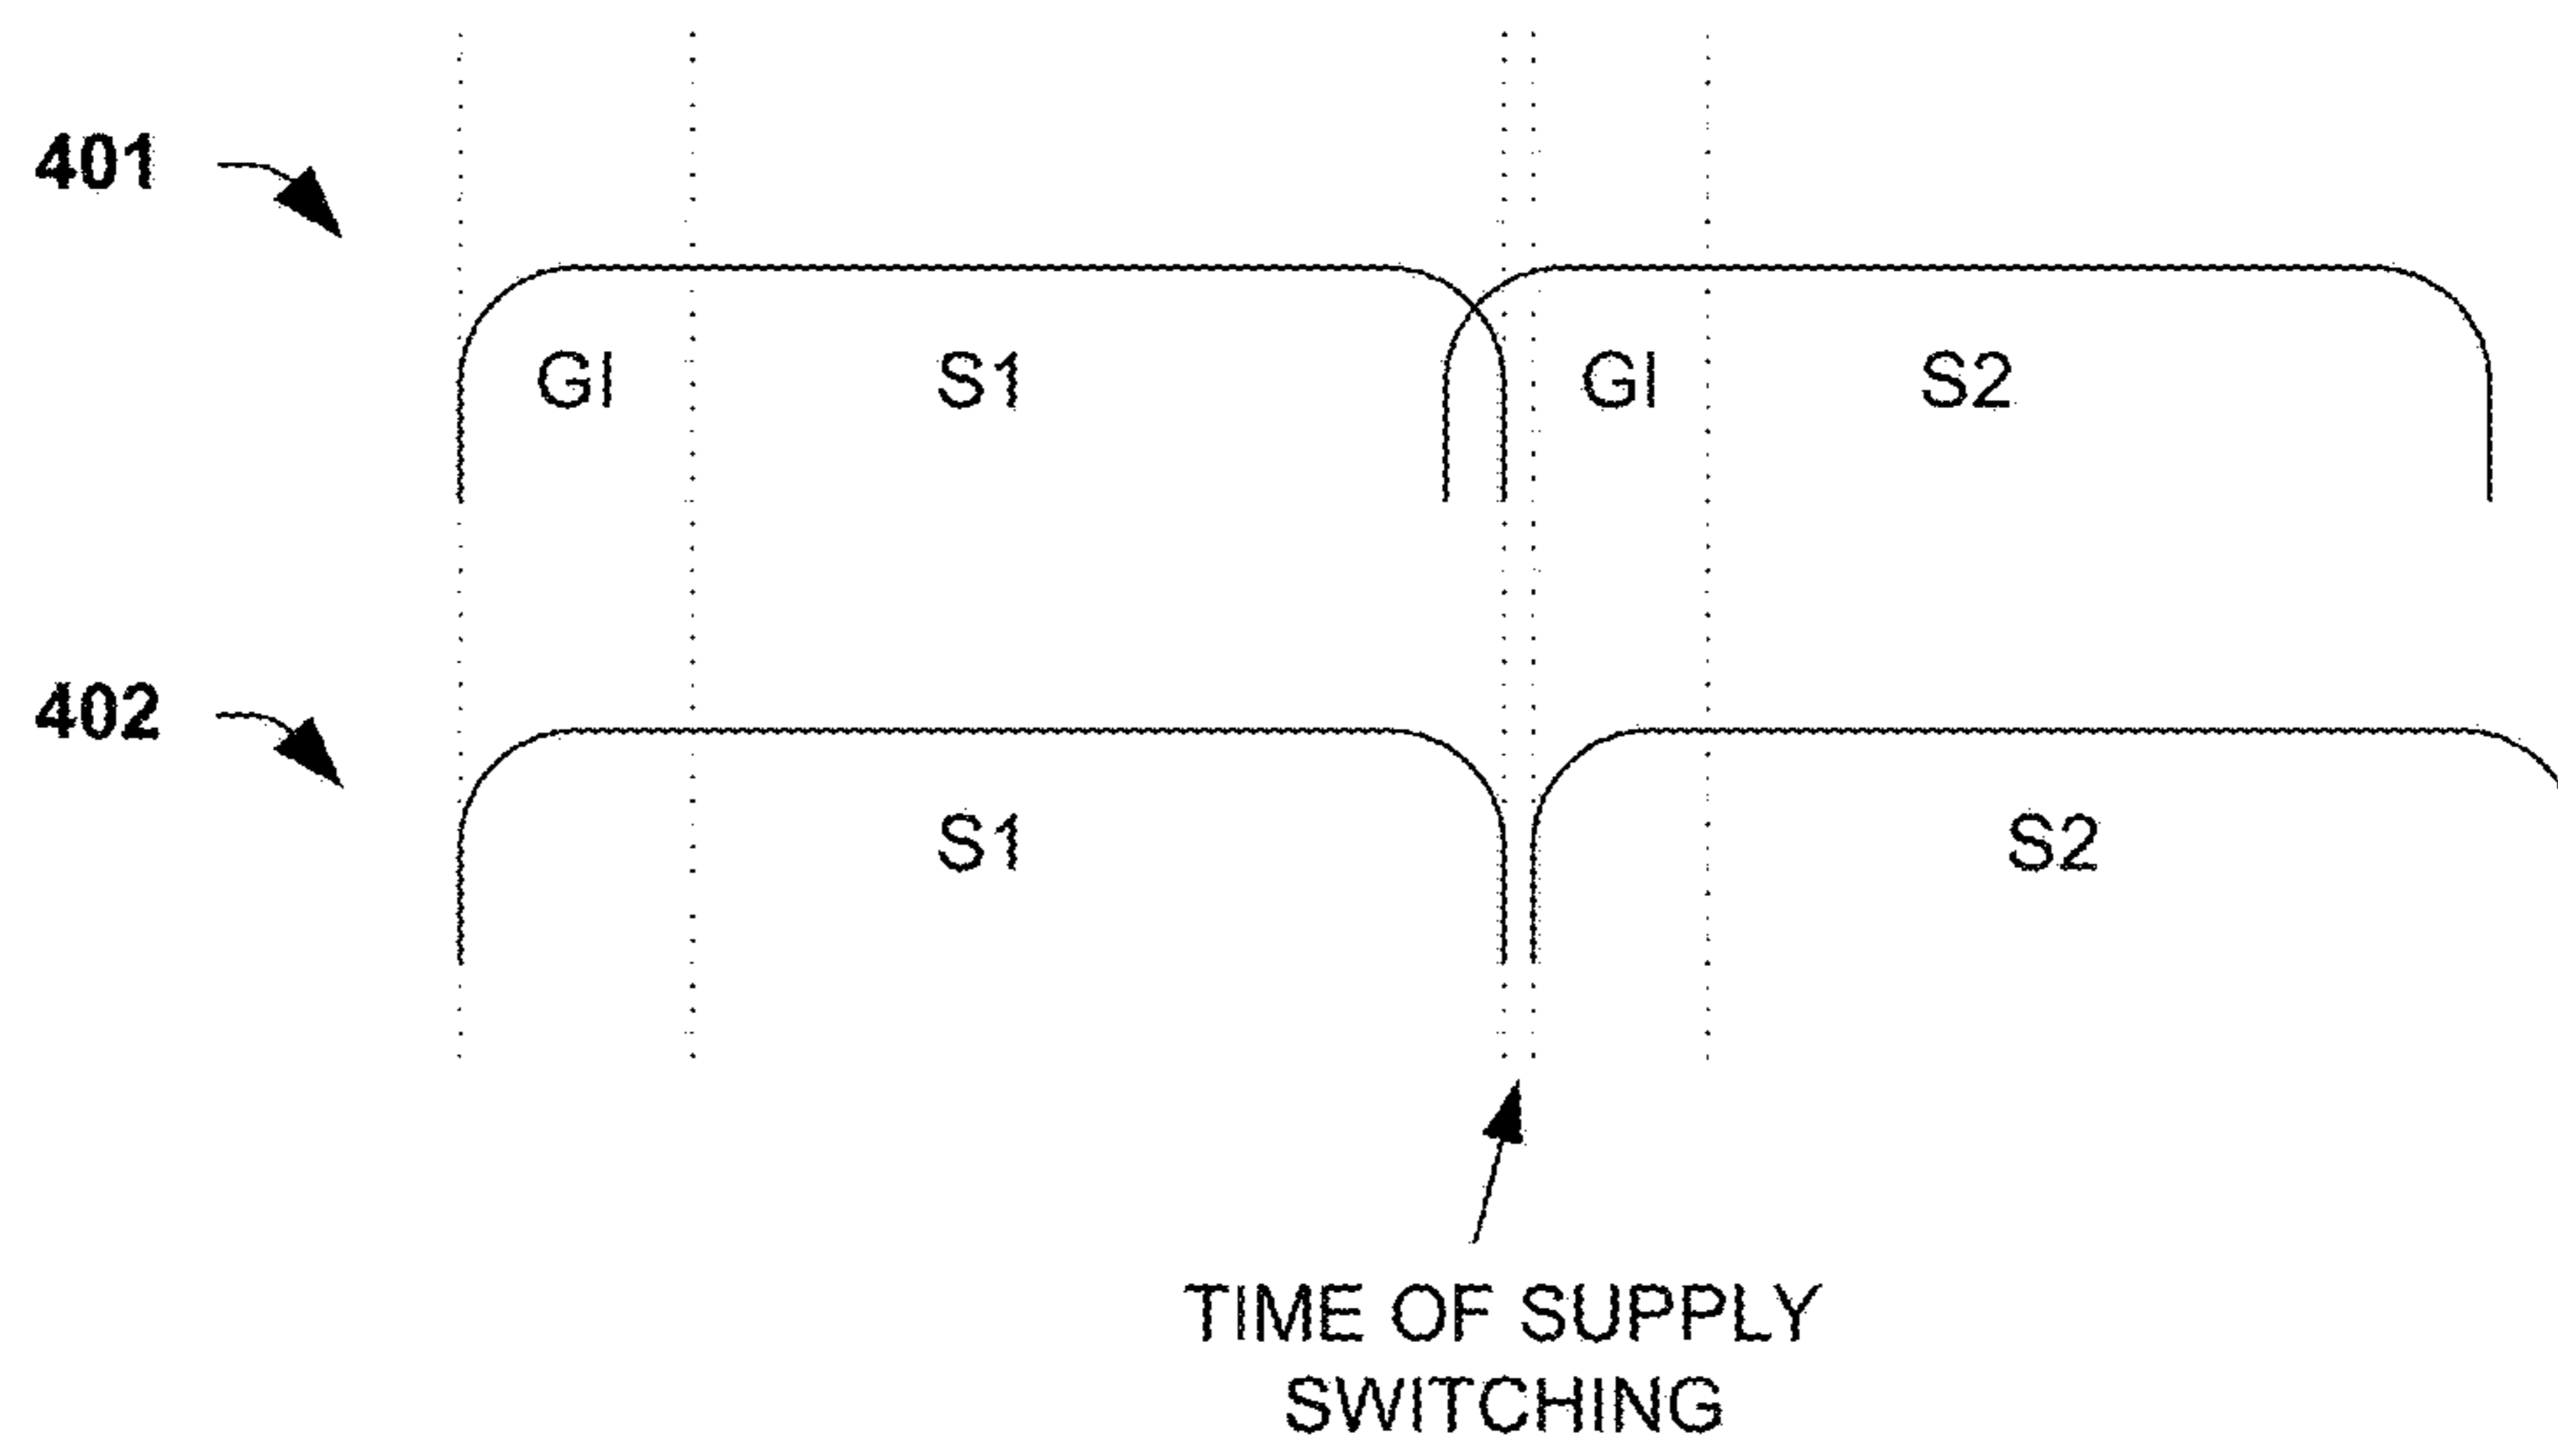 401
GI S1 GI S2
402
S1 S2
TIME OF SUPPLY
SWITCHING